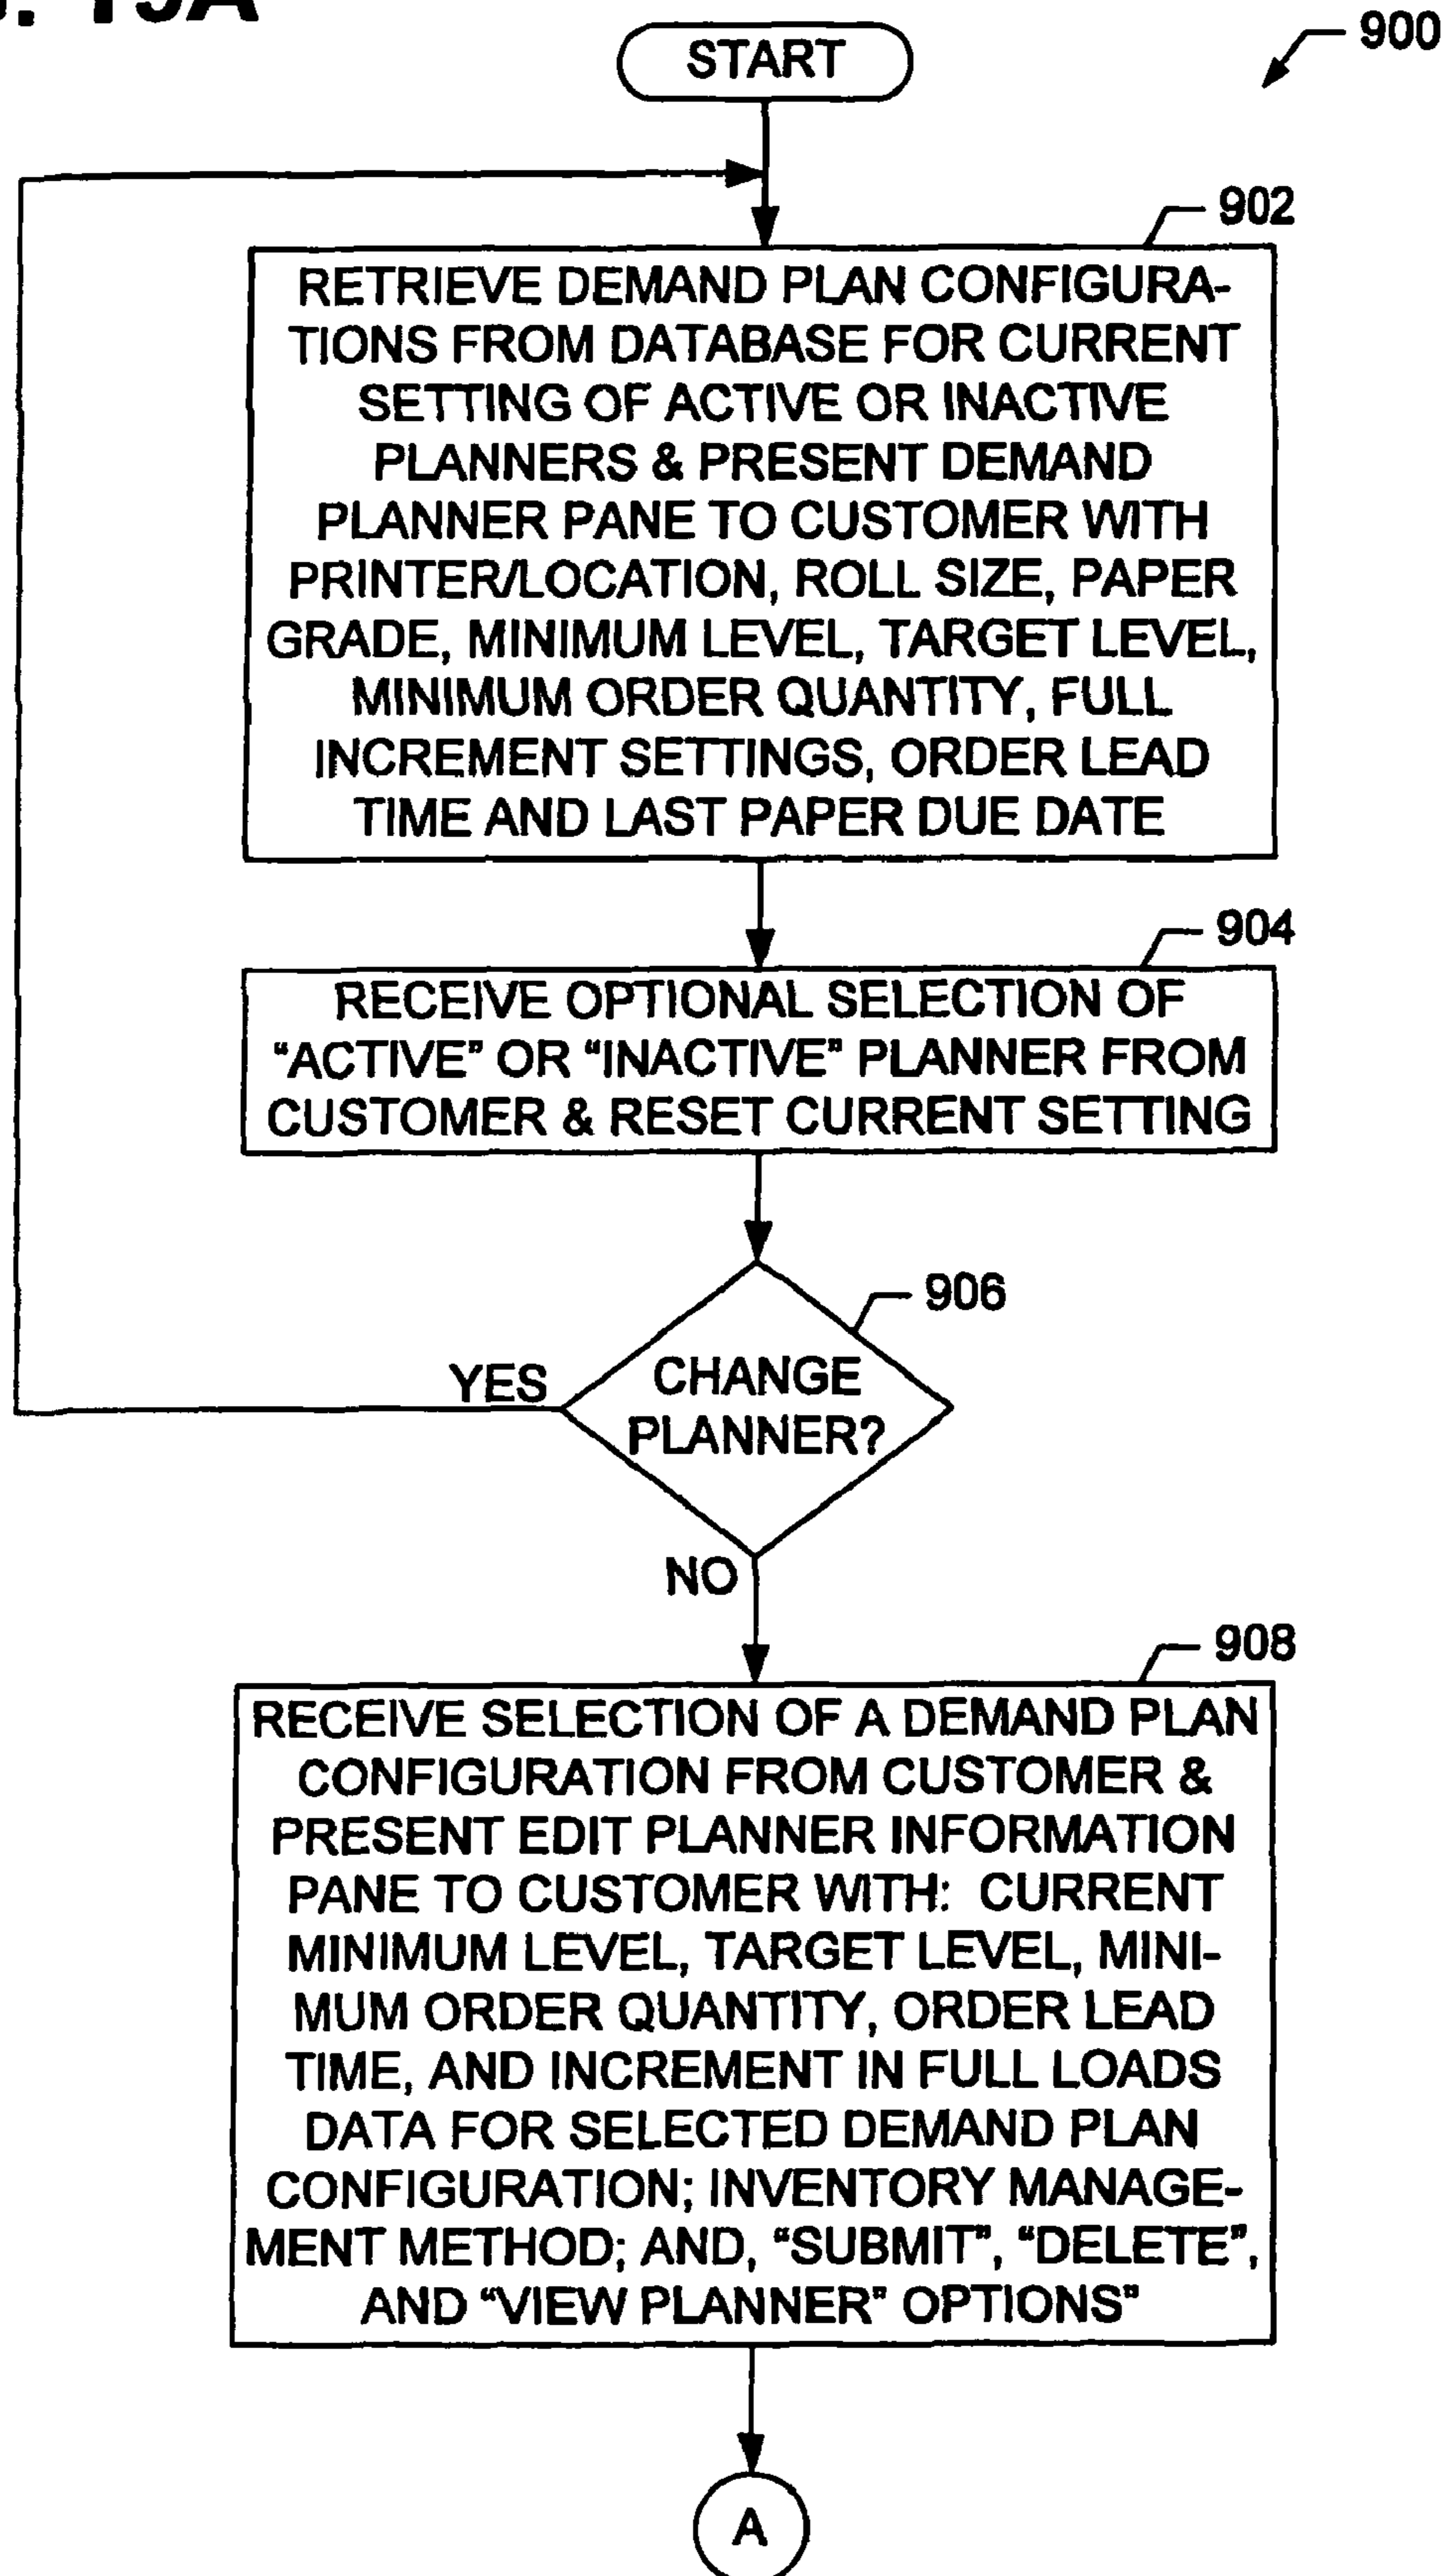 START
900
902
RETRIEVE DEMAND PLAN CONFIGURA-
TIONS FROM DATABASE FOR CURRENT
SETTING OF ACTIVE OR INACTIVE
PLANNERS & PRESENT DEMAND
PLANNER PANE TO CUSTOMER WITH
PRINTER/LOCATION, ROLL SIZE, PAPER
GRADE, MINIMUM LEVEL, TARGET LEVEL,
MINIMUM ORDER QUANTITY, FULL
INCREMENT SETTINGS, ORDER LEAD
TIME AND LAST PAPER DUE DATE
904
RECEIVE OPTIONAL SELECTION OF
“ACTIVE” OR “INACTIVE” PLANNER FROM
CUSTOMER & RESET CURRENT SETTING
906
YES
CHANGE
PLANNER?
NO
908
RECEIVE SELECTION OF A DEMAND PLAN
CONFIGURATION FROM CUSTOMER &
PRESENT EDIT PLANNER INFORMATION
PANE TO CUSTOMER WITH: CURRENT
MINIMUM LEVEL, TARGET LEVEL, MINI-
MUM ORDER QUANTITY, ORDER LEAD
TIME, AND INCREMENT IN FULL LOADS
DATA FOR SELECTED DEMAND PLAN
CONFIGURATION; INVENTORY MANAGE-
MENT METHOD; AND, “SUBMIT”, “DELETE”,
AND “VIEW PLANNER” OPTIONS”
A